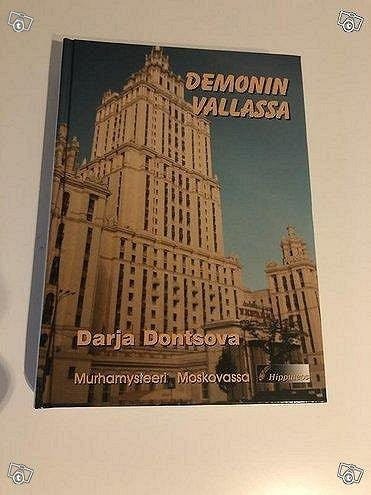 DEMONIN
VALLASSA
Darja Dontsova
Murhamysteeri Moskovassa